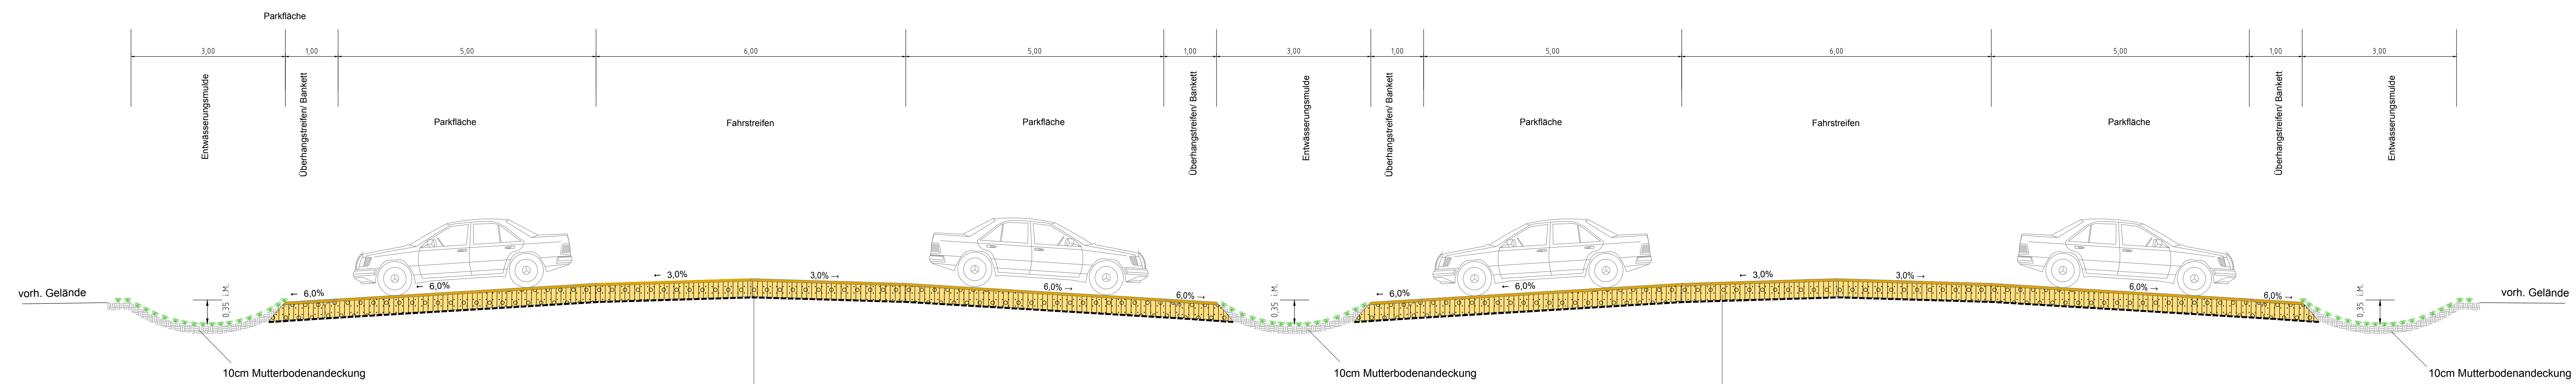 Parkfläche
3,00 1,00 5,00 6,00 5,00 1,00 3,00 1,00 5,00 6,00 5,00 1,00 3,00
Entwässerungsmulde
Überhangstreifen/ Bankett
Parkfläche
Fahrstreifen
Parkfläche
Überhangstreifen/ Bankett
Entwässerungsmulde
Überhangstreifen/ Bankett
Parkfläche
Fahrstreifen
Parkfläche
Überhangstreifen/ Bankett
Entwässerungsmulde
vorh. Gelände
0,35 i.M.
← 6,0%
← 6,0%
← 3,0%
3,0% →
6,0% →
6,0% →
0,35 i.M.
← 6,0%
← 6,0%
← 3,0%
3,0% →
6,0% →
6,0% →
0,35 i.M.
vorh. Gelände
10cm Mutterbodenandeckung
10cm Mutterbodenandeckung
10cm Mutterbodenandeckung